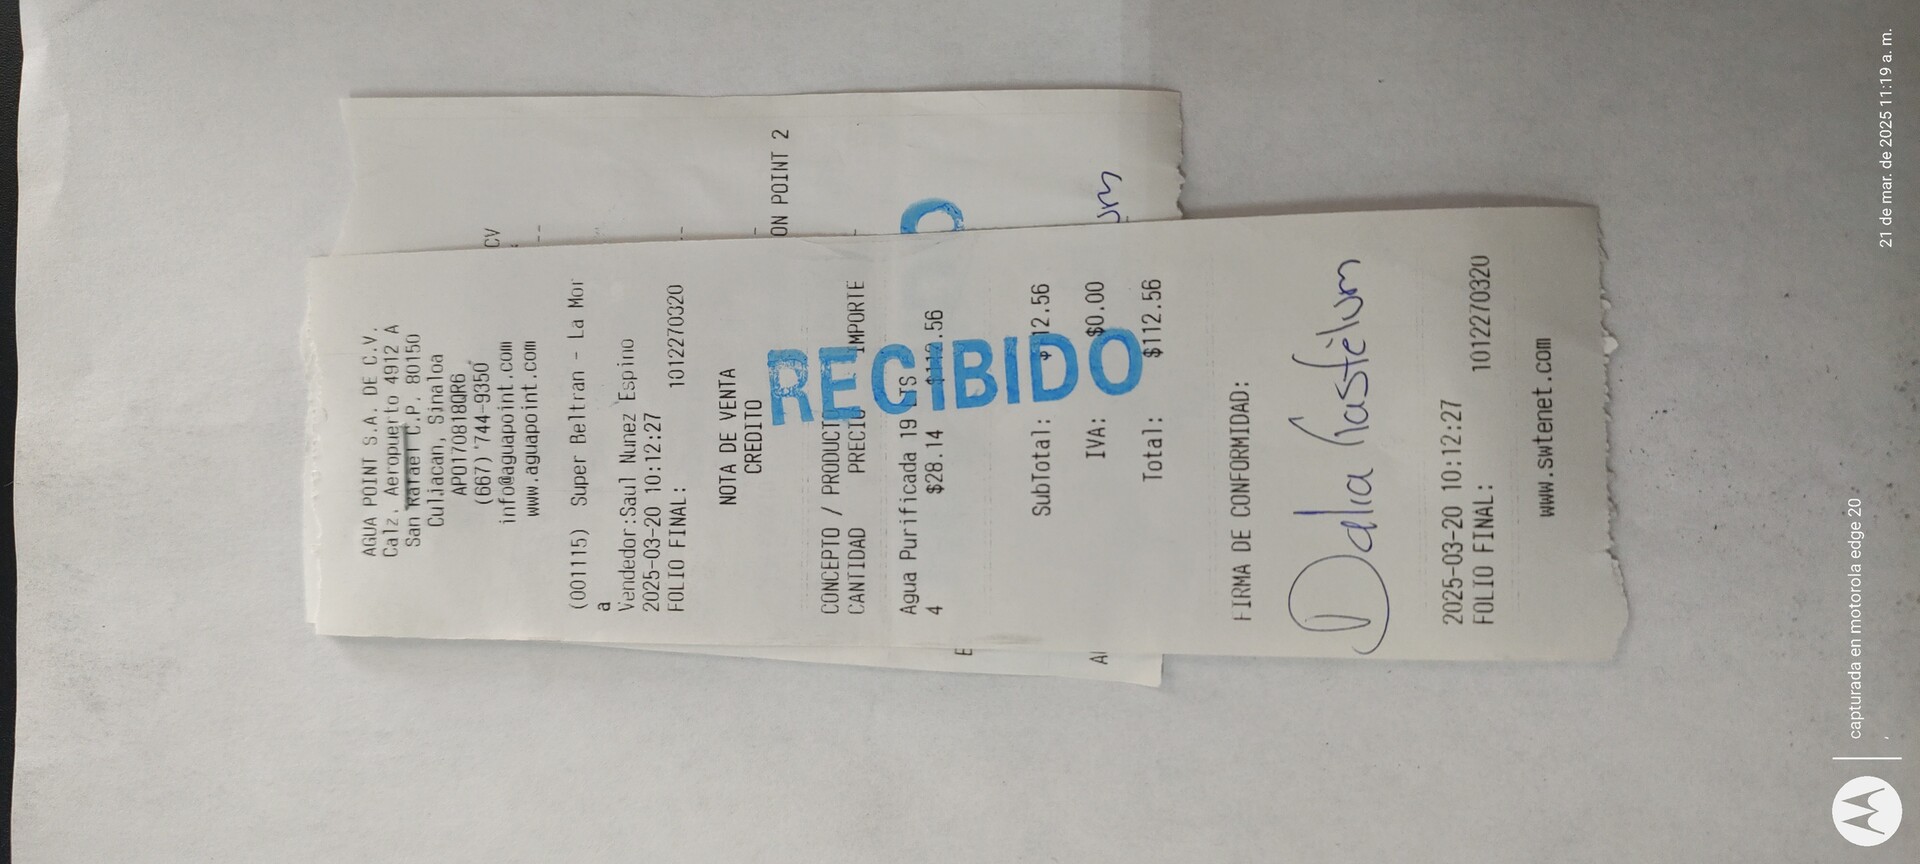 AGUA POINT S.A. DE C.V.
Calz. Aeropuerto 4912 A
San Rafael C.P. 80150
Culiacan, Sinaloa
APO170818QR6
(667)744-9350
info@aguapoint.com
www.aguapoint.com
(001115) Super Beltran - La Mor
a
Vendedor:Saul Nunez Espino
2025-03-20 10:12:27
FOLIO FINAL: 1012270320
NOTA DE VENTA
CREDITO
CONCEPTO / PRODUCT
CANTIDAD PRECIO IMPORTE
Agua Purificada 19 LTS
4 $28.14 $112.56
RECIBIDO
SubTotal: $112.56
IVA: $0.00
Total: $112.56
FIRMA DE CONFORMIDAD:
Dalia Gastélum
2025-03-20 10:12:27
FOLIO FINAL: 1012270320
www.swtenet.com
CV
--
--
-
ON POINT 2
-
O
um
E
A
capturada en motorola edge 20
21 de mar. de 2025 11:19 a. m.